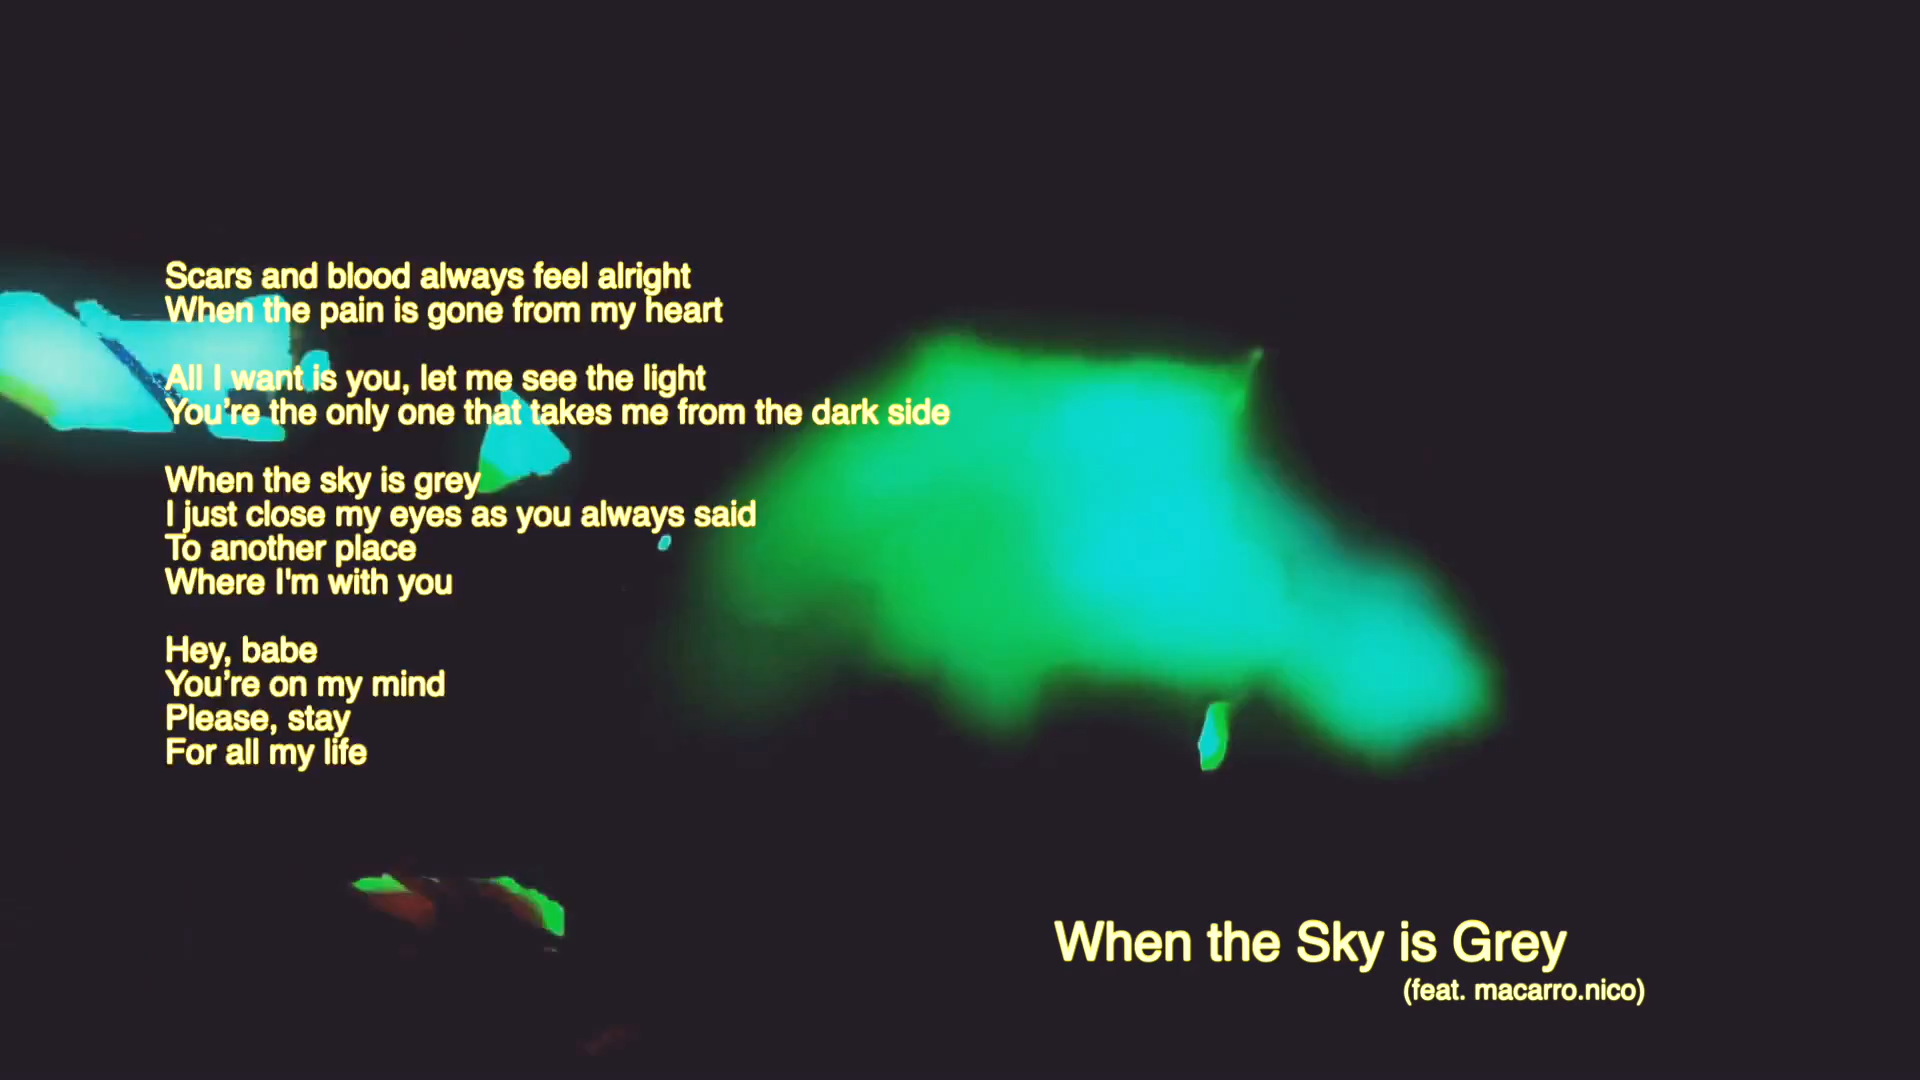 Scars and blood always feel alright
When the pain is gone from my heart
All I want is you, let me see the light
You’re the only one that takes me from the dark side
When the sky is grey
I just close my eyes as you always said
To another place
Where I'm with you
Hey, babe
You’re on my mind
Please, stay
For all my life
When the Sky is Grey
(feat. macarro.nico)